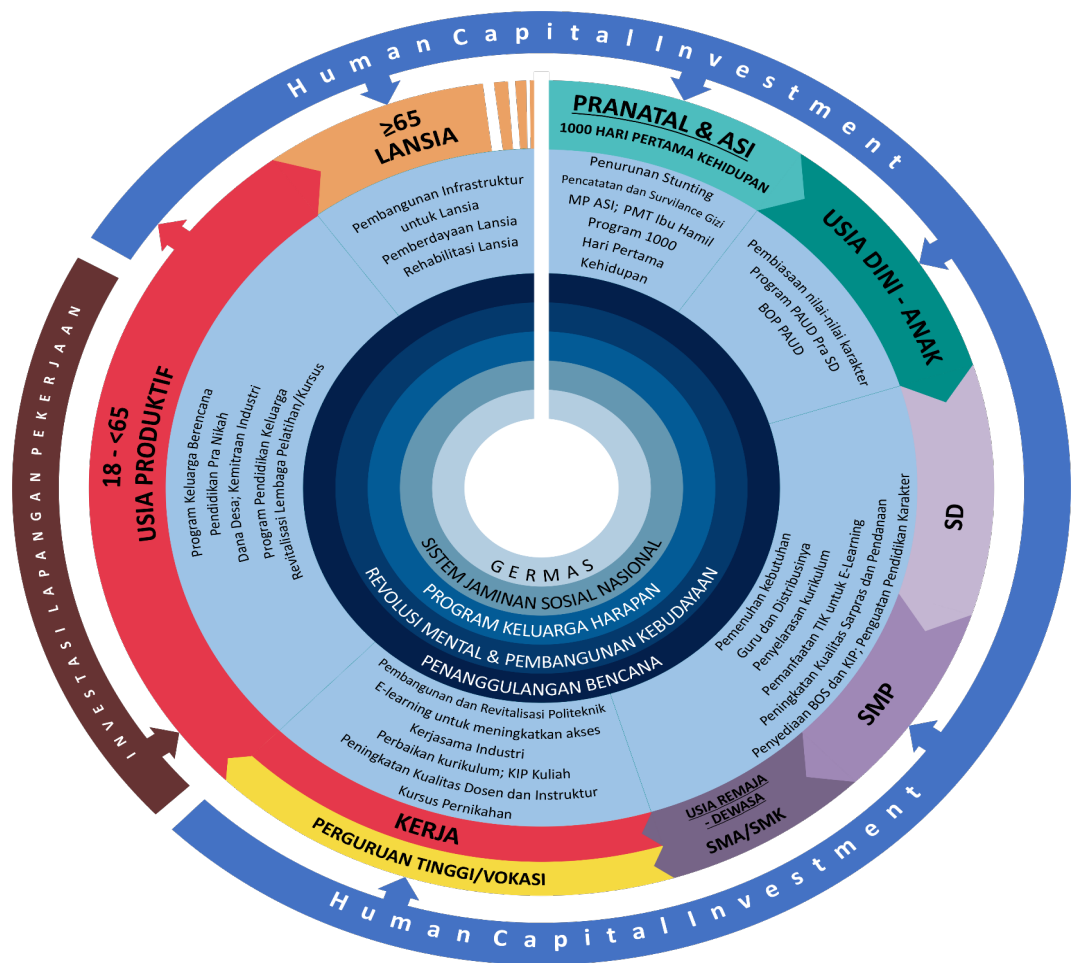 Human Capital Investment
PRANATAL & ASI
1000 HARI PERTAMA KEHIDUPAN
Penurunan Stunting
Pencatatan dan Survilance Gizi
MP ASI; PMT Ibu Hamil
Program 1000
Hari Pertama
Kehidupan
USIA DINI - ANAK
Pembiasaan nilai-nilai karakter
Program PAUD Pra SD
BOP PAUD
SD
SMP
Pemenuhan kebutuhan
Guru dan Distribusinya
Penyelarasan kurikulum
Pemanfaatan TIK untuk E-Learning
Peningkatan Kualitas Sarpras dan Pendanaan
Penyediaan BOS dan KIP; Penguatan Pendidikan Karakter
USIA REMAJA
- DEWASA
SMA/SMK
Human Capital Investment
Pembangunan dan Revitalisasi Politeknik
E-learning untuk meningkatkan akses
Kerjasama Industri
Perbaikan kurikulum; KIP Kuliah
Peningkatan Kualitas Dosen dan Instruktur
Kursus Pernikahan
KERJA
PERGURUAN TINGGI/VOKASI
INVESTASI LAPANGAN PEKERJAAN
18 - <65
USIA PRODUKTIF
Program Keluarga Berencana
Pendidikan Pra Nikah
Dana Desa; Kemitraan Industri
Program Pendidikan Keluarga
Revitalisasi Lembaga Pelatihan/Kursus
≥65
LANSIA
Pembangunan Infrastruktur
untuk Lansia
Pemberdayaan Lansia
Rehabilitasi Lansia
GERMAS
SISTEM JAMINAN SOSIAL NASIONAL
PROGRAM KELUARGA HARAPAN
REVOLUSI MENTAL & PEMBANGUNAN KEBUDAYAAN
PENANGGULANGAN BENCANA